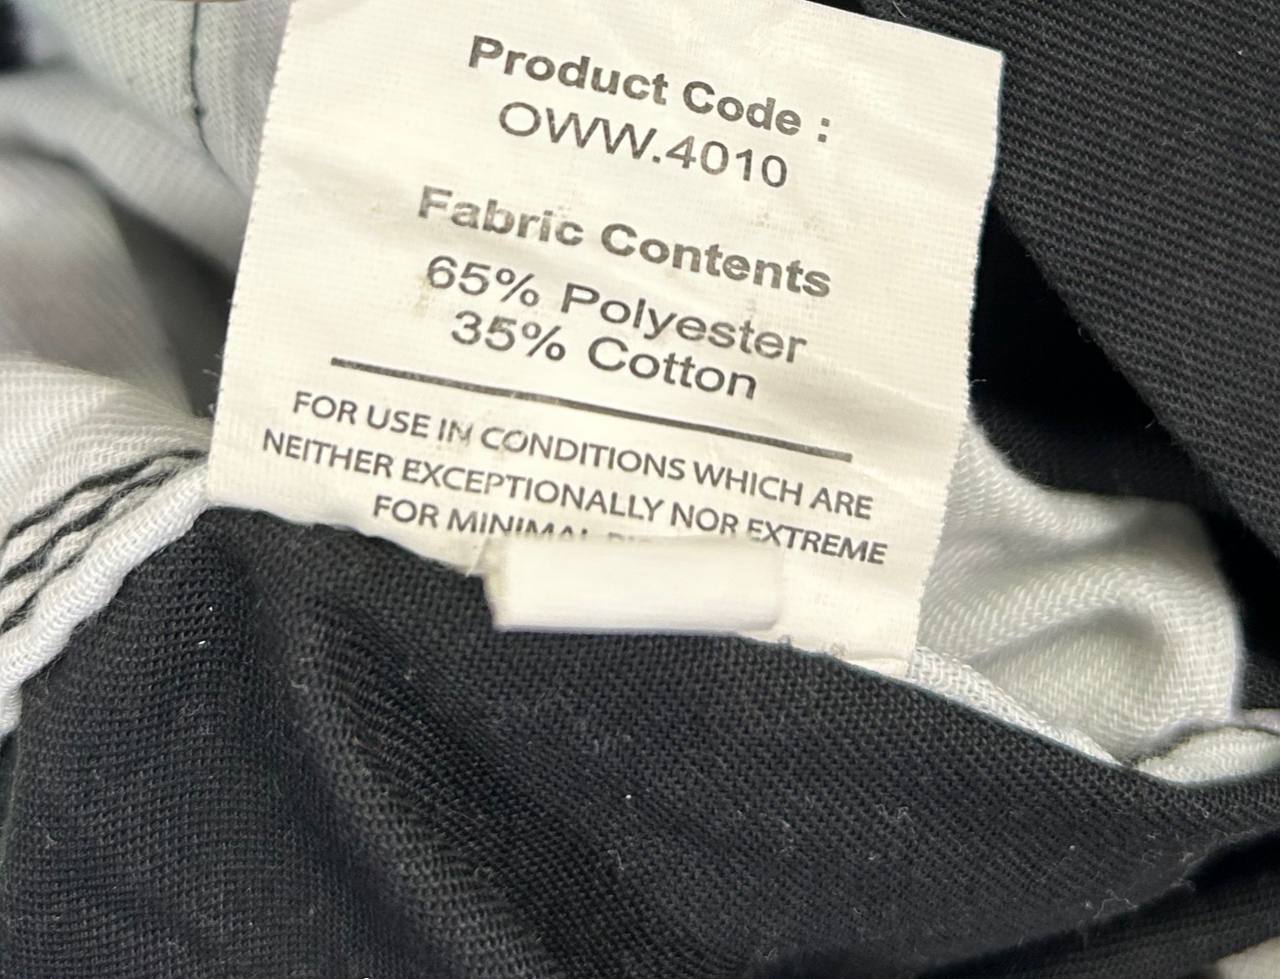 Product Code :
OWW.4010
Fabric Contents
65% Polyester
35% Cotton
FOR USE IN CONDITIONS WHICH ARE
NEITHER EXCEPTIONALLY NOR EXTREME
FOR MINIMAL